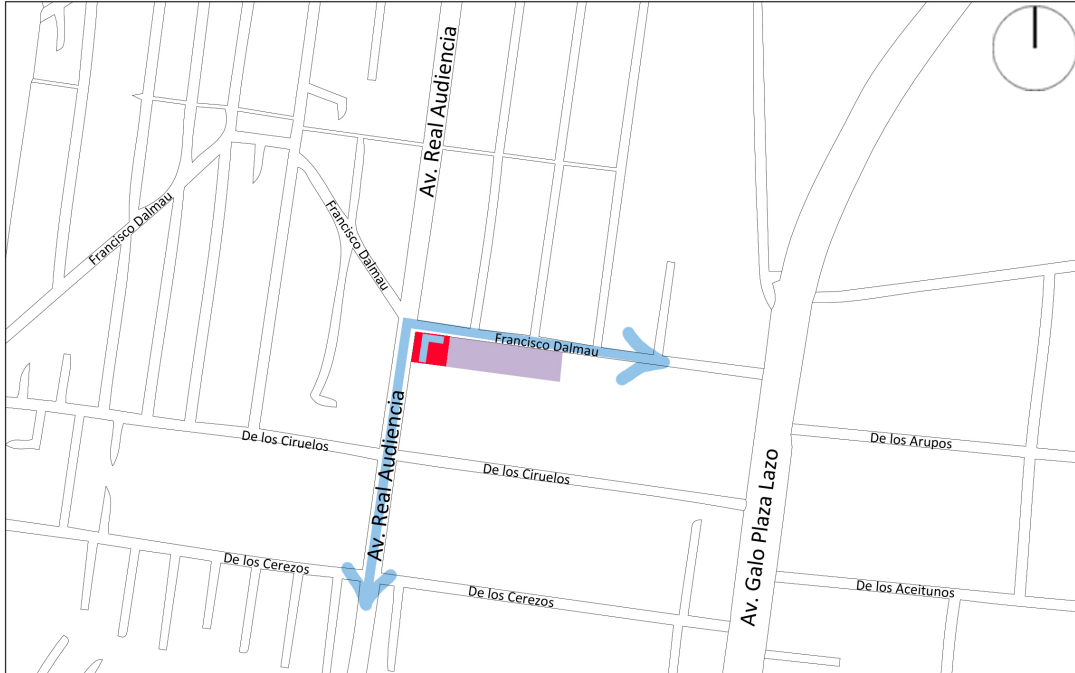 Av. Real Audiencia
Francisco Dalmau
Francisco Dalmau
Francisco Dalmau
Av. Real Audiencia
De los Ciruelos
De los Ciruelos
De los Arupos
Av. Galo Plaza Lazo
De los Cerezos
De los Cerezos
De los Aceitunos